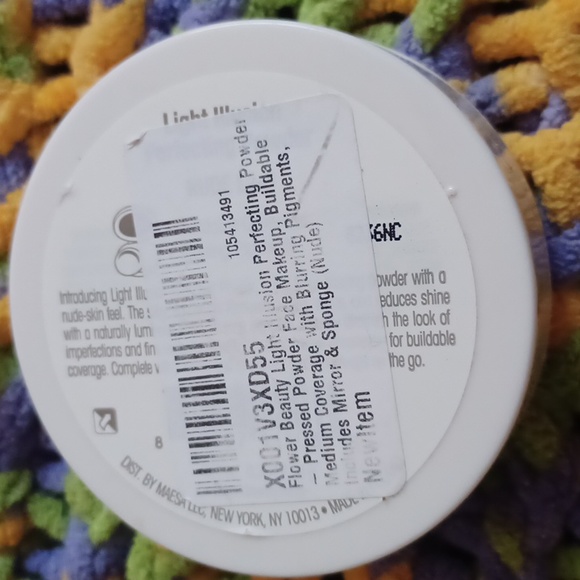 Light Illusi
56NC
Introducing Light Illu
nude-skin feel. The s
with a naturally lum
imperfections and fin
coverage. Complete w
owder with a
educes shine
h the look of
for buildable
the go.
8
DIST. BY MAESA LLC, NEW YORK, NY 10013 • MADE
105413491
X001V3XD55
Flower Beauty Light Illusion Perfecting Powder
– Pressed Powder Face Makeup, Buildable
Medium Coverage with Blurring Pigments,
Includes Mirror & Sponge (Nude)
New Item